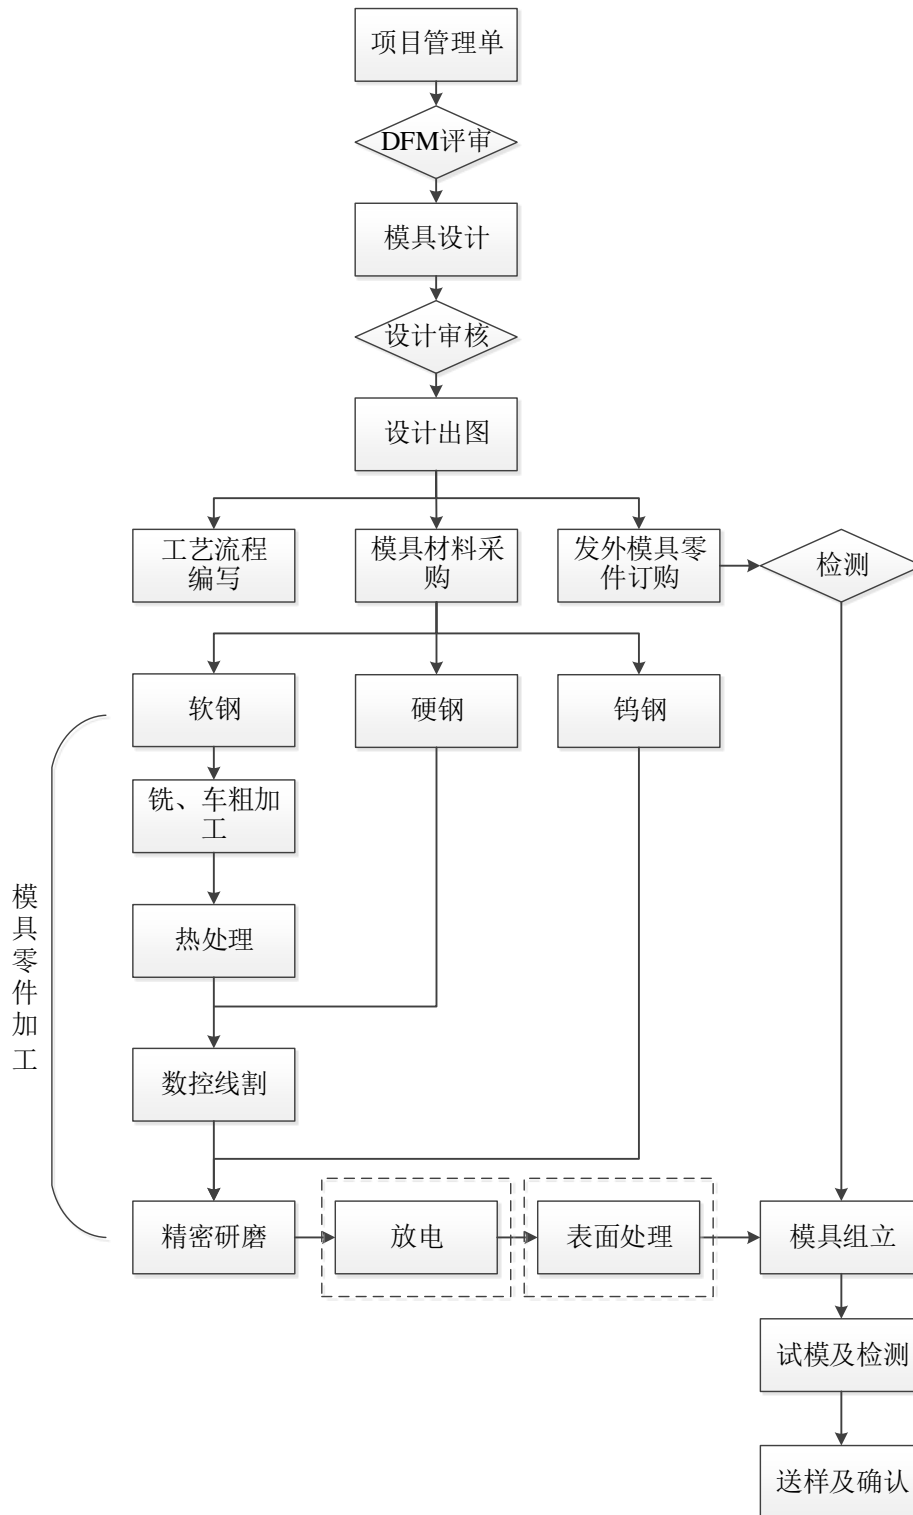 项目管理单
DFM评审
模具设计
设计审核
设计出图
工艺流程
编写
模具材料采
购
发外模具零
件订购
检测
软钢
硬钢
钨钢
铣、车粗加
工
热处理
模具零件加工
数控线割
精密研磨
放电
表面处理
模具组立
试模及检测
送样及确认